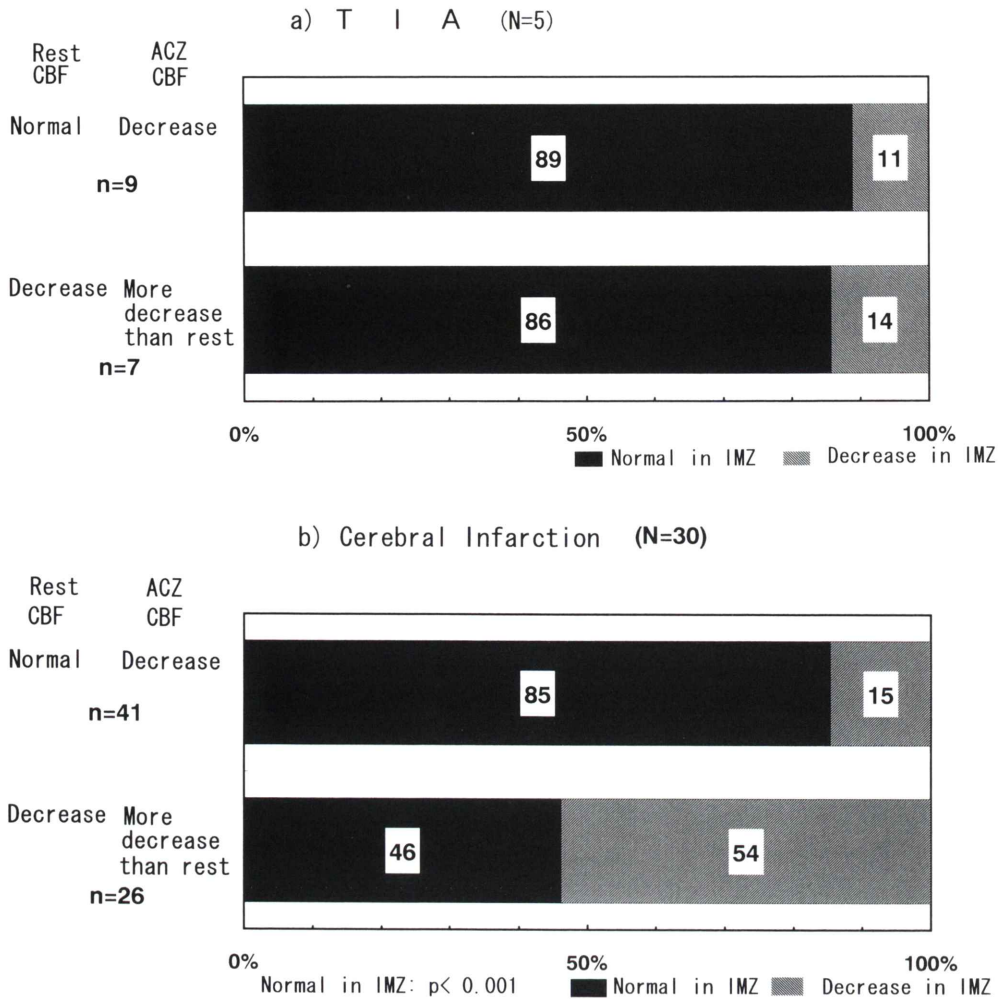 a) T I A (N=5)
Rest ACZ
CBF CBF
Normal Decrease
89
11
n=9
Decrease More
decrease
than rest
86
14
n=7
0% 50% 100%
Normal in IMZ Decrease in IMZ
b) Cerebral Infarction (N=30)
Rest ACZ
CBF CBF
Normal Decrease
85
15
n=41
Decrease More
decrease
than rest
46
54
n=26
0% 50% 100%
Normal in IMZ: p< 0.001 Normal in IMZ Decrease in IMZ